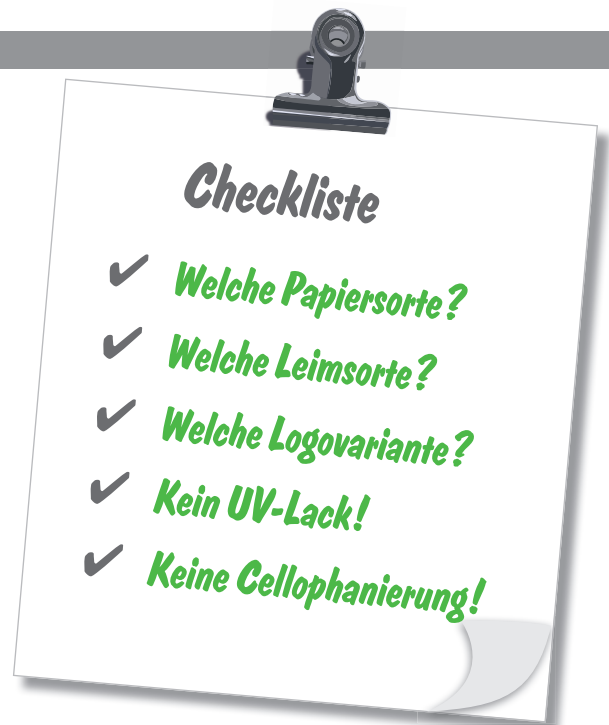 Checkliste
✔ Welche Papiersorte?
✔ Welche Leimsorte?
✔ Welche Logovariante?
✔ Kein UV-Lack!
✔ Keine Cellophanierung!